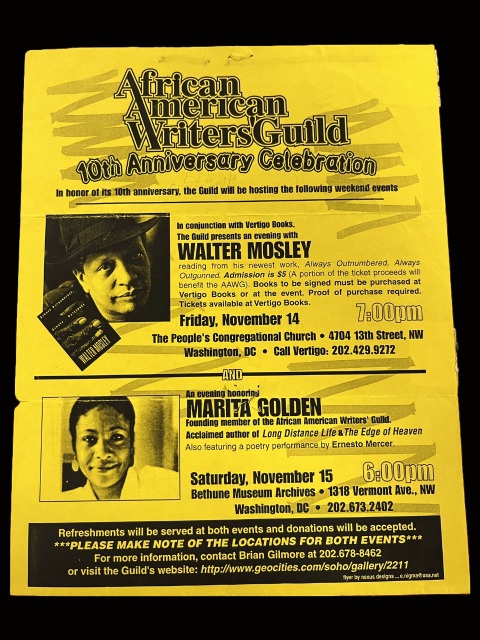 African
American
Writers' Guild
10th Anniversary Celebration
In honor of its 10th anniversary, the Guild will be hosting the following weekend events
In conjunction with Vertigo Books,
The Guild presents an evening with
WALTER MOSLEY
reading from his newest work, Always Outnumbered, Always
Outgunned. Admission is $5 (A portion of the ticket proceeds will
benefit the AAWG). Books to be signed must be purchased at
Vertigo Books or at the event. Proof of purchase required.
Tickets available at Vertigo Books.
7:00pm
Friday, November 14
The People's Congregational Church • 4704 13th Street, NW
Washington, DC • Call Vertigo: 202.429.9272
WALTER MOSLEY
AND
An evening honoring
MARITA GOLDEN
Founding member of the African American Writers' Guild.
Acclaimed author of Long Distance Life & The Edge of Heaven
Also featuring a poetry performance by Ernesto Mercer.
6:00pm
Saturday, November 15
Bethune Museum Archives • 1318 Vermont Ave., NW
Washington, DC • 202.673.2402
Refreshments will be served at both events and donations will be accepted.
***PLEASE MAKE NOTE OF THE LOCATIONS FOR BOTH EVENTS***
For more information, contact Brian Gilmore at 202.678-8462
or visit the Guild's website: http://www.geocities.com/soho/gallery/2211
flyer by nexus designs ...e.nigma@usa.net